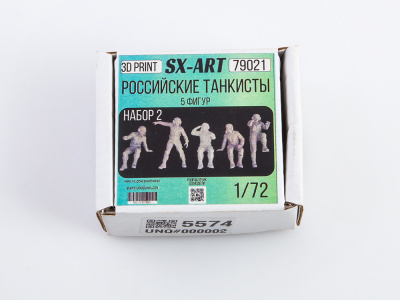 3D PRINT SX-ART 79021
РОССИЙСКИЕ ТАНКИСТЫ
5 ФИГУР
НАБОР 2
1/72
5574
UNQ#000002